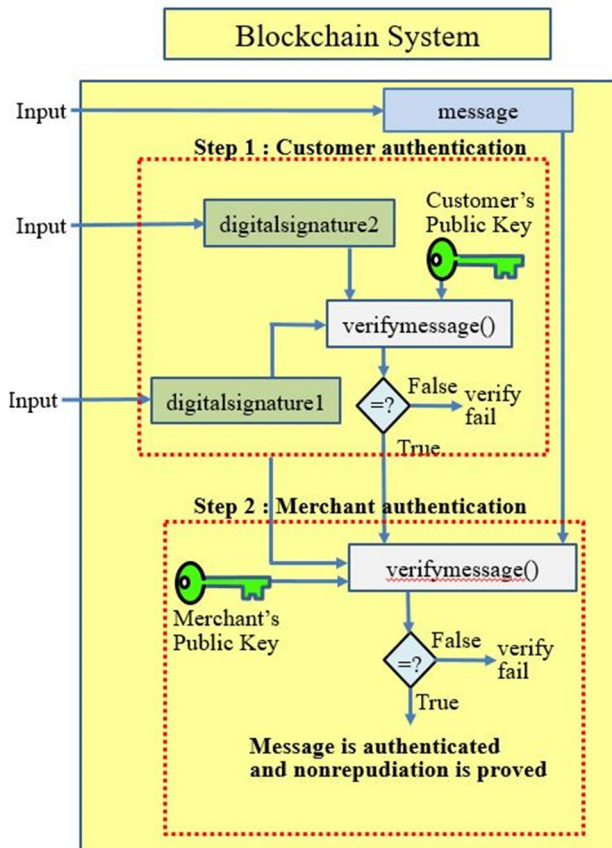 Blockchain System
Input
message
Step 1 : Customer authentication
Customer's
Public Key
Input
digitalsignature2
verifymessage()
Input
digitalsignature1
=?
False
verify
fail
True
Step 2 : Merchant authentication
verifymessage()
Merchant's
Public Key
=?
False
verify
fail
True
Message is authenticated
and nonrepudiation is proved